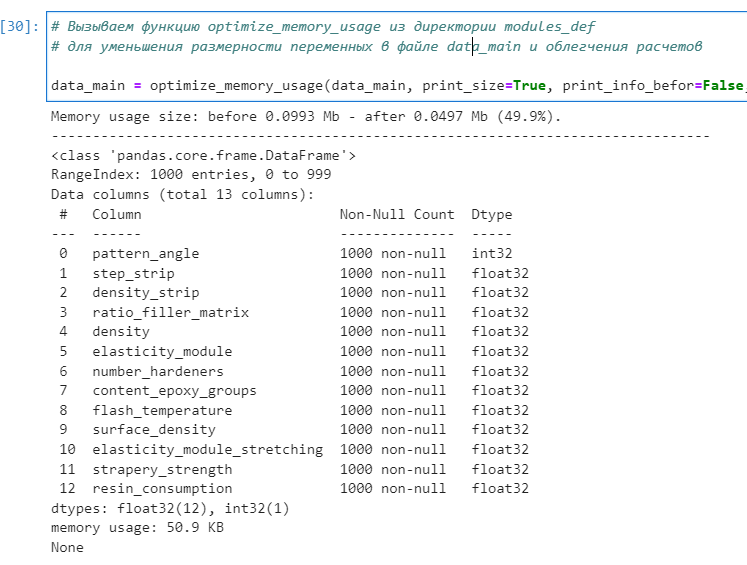 [30]: # Вызываем функцию optimize_memory_usage из директории modules_def
# для уменьшения размерности переменных в файле data_main и облегчения расчетов
data_main = optimize_memory_usage(data_main, print_size=True, print_info_befor=False,
Memory usage size: before 0.0993 Mb - after 0.0497 Mb (49.9%).
--------------------------------------------------------------------------------
<class 'pandas.core.frame.DataFrame'>
RangeIndex: 1000 entries, 0 to 999
Data columns (total 13 columns):
 #   Column                        Non-Null Count  Dtype
---  ------                        --------------  -----
 0   pattern_angle                 1000 non-null   int32
 1   step_strip                    1000 non-null   float32
 2   density_strip                 1000 non-null   float32
 3   ratio_filler_matrix           1000 non-null   float32
 4   density                       1000 non-null   float32
 5   elasticity_module             1000 non-null   float32
 6   number_hardeners              1000 non-null   float32
 7   content_epoxy_groups          1000 non-null   float32
 8   flash_temperature             1000 non-null   float32
 9   surface_density               1000 non-null   float32
 10  elasticity_module_stretching  1000 non-null   float32
 11  strapery_strength             1000 non-null   float32
 12  resin_consumption             1000 non-null   float32
dtypes: float32(12), int32(1)
memory usage: 50.9 KB
None